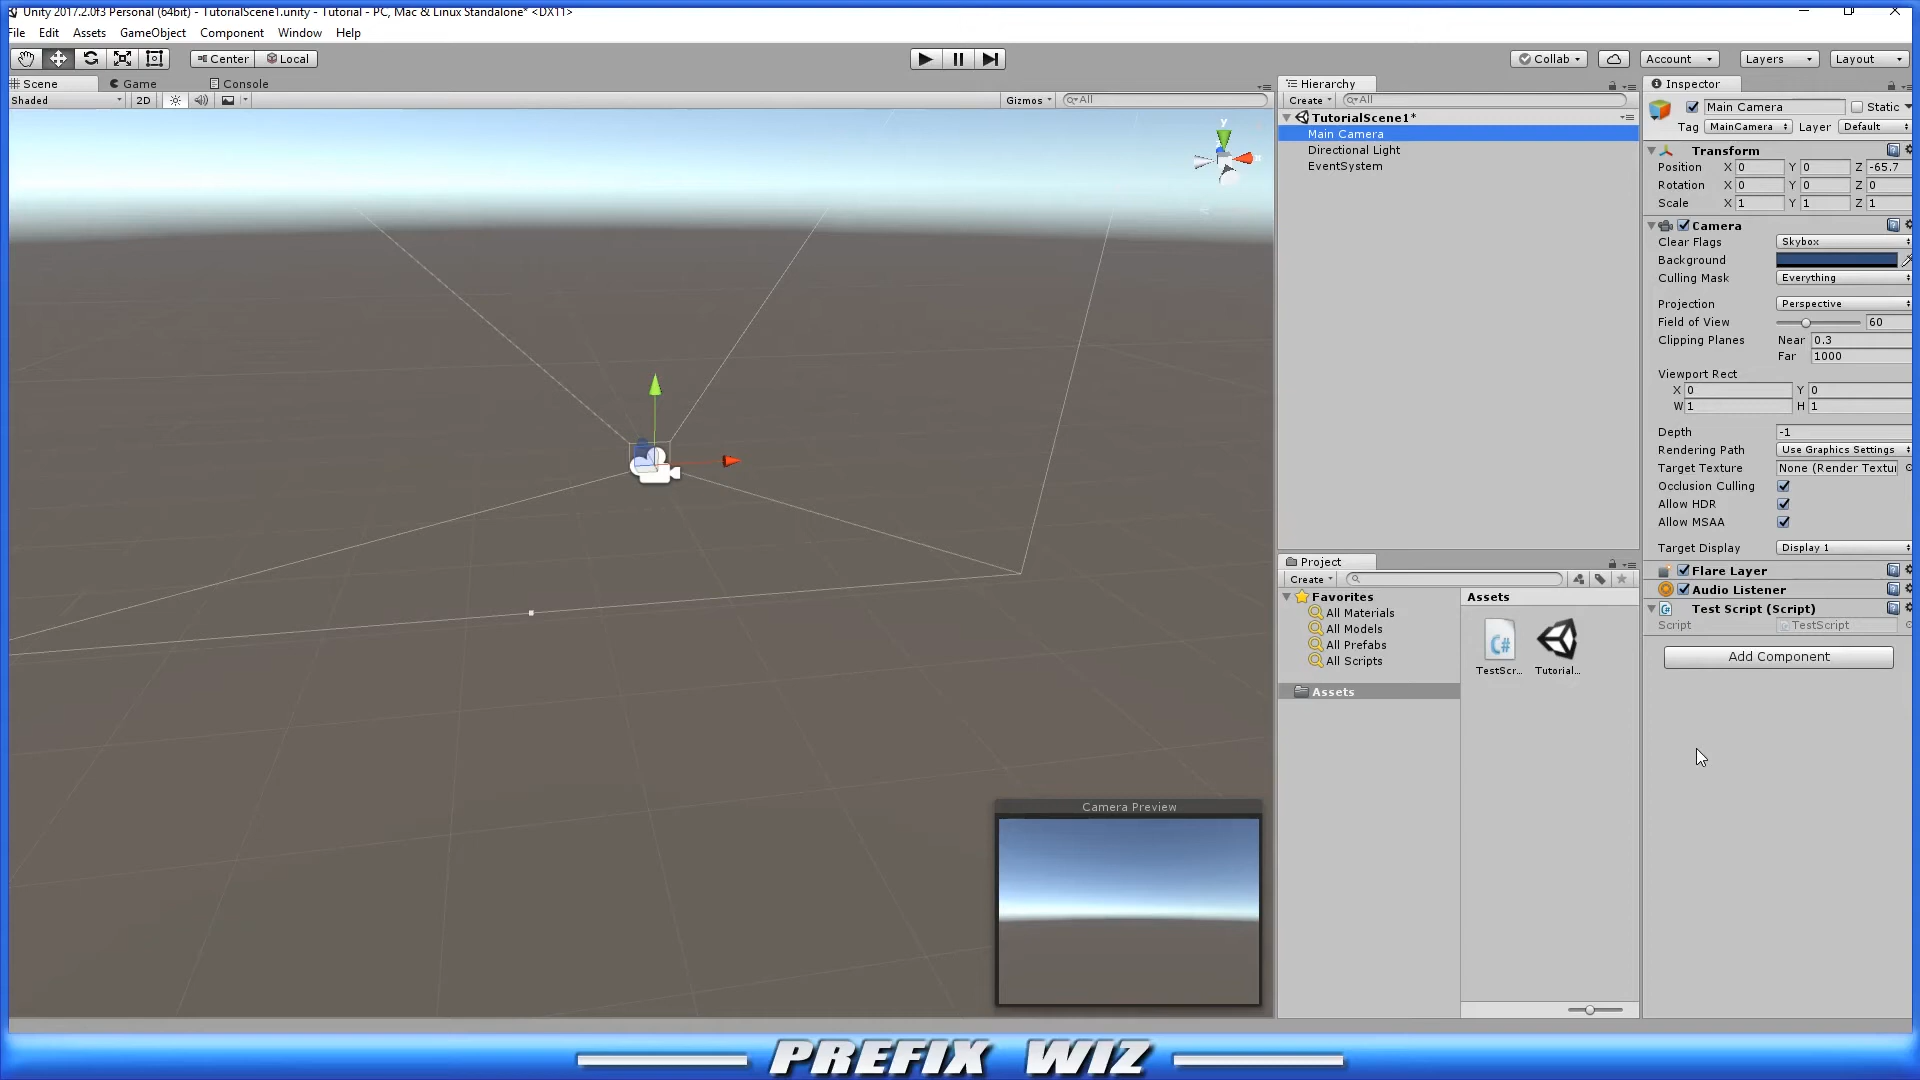 Unity 2017.2.0f3 Personal (64bit) - TutorialScene1.unity - Tutorial - PC, Mac & Linux Standalone* <DX11>
File Edit Assets GameObject Component Window Help
Center Local
Collab Account Layers Layout
Scene Game Console
Shaded 2D Gizmos All
y
Camera Preview
Hierarchy
Create All
TutorialScene1*
Main Camera
Directional Light
EventSystem
Project
Create
Favorites
All Materials
All Models
All Prefabs
All Scripts
Assets
Assets
C#
TestScr... Tutorial...
Inspector
Main Camera Static
Tag MainCamera Layer Default
Transform
Position X 0 Y 0 Z -65.7
Rotation X 0 Y 0 Z 0
Scale X 1 Y 1 Z 1
Camera
Clear Flags Skybox
Background
Culling Mask Everything
Projection Perspective
Field of View 60
Clipping Planes Near 0.3
Far 1000
Viewport Rect
X 0 Y 0
W 1 H 1
Depth -1
Rendering Path Use Graphics Settings
Target Texture None (Render Textur
Occlusion Culling
Allow HDR
Allow MSAA
Target Display Display 1
Flare Layer
Audio Listener
Test Script (Script)
Script TestScript
Add Component
PREFIX WIZ